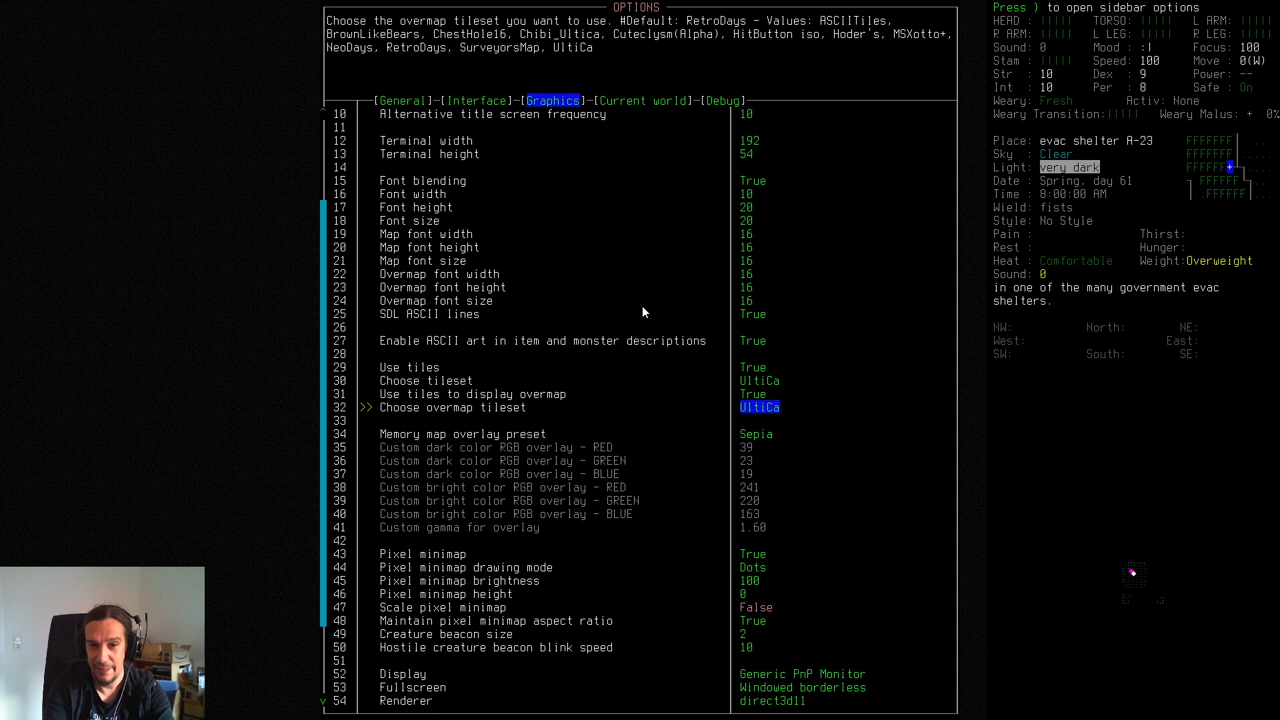 OPTIONS
Choose the overmap tileset you want to use. #Default: RetroDays - Values: ASCIITiles,
BrownLikeBears, ChestHole16, Chibi_Ultica, Cuteclysm(Alpha), HitButton iso, Hoder's, MSXotto+,
NeoDays, RetroDays, SurveyorsMap, UltiCa
[General]-[Interface]-[Graphics]-[Current world]-[Debug]
10 Alternative title screen frequency 10
11
12 Terminal width 192
13 Terminal height 54
14
15 Font blending True
16 Font width 10
17 Font height 20
18 Font size 20
19 Map font width 16
20 Map font height 16
21 Map font size 16
22 Overmap font width 16
23 Overmap font height 16
24 Overmap font size 16
25 SDL ASCII lines True
26
27 Enable ASCII art in item and monster descriptions True
28
29 Use tiles True
30 Choose tileset UltiCa
31 Use tiles to display overmap True
32 >> Choose overmap tileset UltiCa
33
34 Memory map overlay preset Sepia
35 Custom dark color RGB overlay - RED 39
36 Custom dark color RGB overlay - GREEN 23
37 Custom dark color RGB overlay - BLUE 19
38 Custom bright color RGB overlay - RED 241
39 Custom bright color RGB overlay - GREEN 220
40 Custom bright color RGB overlay - BLUE 163
41 Custom gamma for overlay 1.60
42
43 Pixel minimap True
44 Pixel minimap drawing mode Dots
45 Pixel minimap brightness 100
46 Pixel minimap height 0
47 Scale pixel minimap False
48 Maintain pixel minimap aspect ratio True
49 Creature beacon size 2
50 Hostile creature beacon blink speed 10
51
52 Display Generic PnP Monitor
53 Fullscreen Windowed borderless
54 Renderer direct3d11
Press } to open sidebar options
HEAD : ||||| TORSO: ||||| L ARM: |||||
R ARM: ||||| L LEG: ||||| R LEG: |||||
Sound: 0 Mood : :| Focus: 100
Stam : ||||| Speed: 100 Move : 0(W)
Str : 10 Dex : 9 Power: --
Int : 10 Per : 8 Safe : On
Weary: Fresh Activ: None
Weary Transition:||||| Weary Malus: + 0%
Place: evac shelter A-23 FFFFFFF
Sky : Clear FFFFFFF
Light: very dark FFFFFF+
Date : Spring, day 61 FFFFFF
Time : 8:00:00 AM FFFFFF
Wield: fists
Style: No Style
Pain : Thirst:
Rest : Hunger:
Heat : Comfortable Weight:Overweight
Sound: 0
in one of the many government evac
shelters.
NW: North: NE:
West: East:
SW: South: SE: